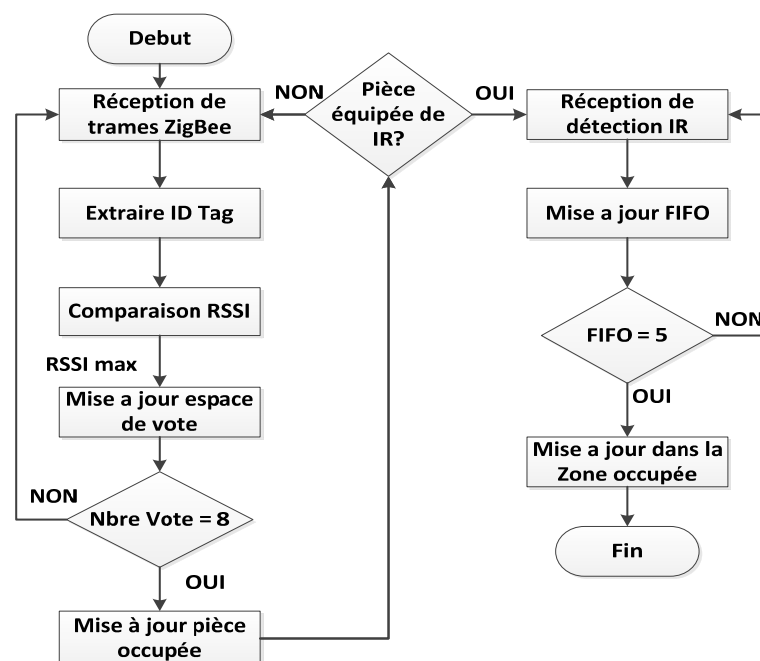 Debut
Réception de
trames ZigBee
Extraire ID Tag
Comparaison RSSI
RSSI max
Mise a jour espace
de vote
NON
Nbre Vote = 8
OUI
Mise à jour pièce
occupée
NON
Pièce
équipée de
IR?
OUI
Réception de
détection IR
Mise a jour FIFO
FIFO = 5
NON
OUI
Mise a jour dans la
Zone occupée
Fin